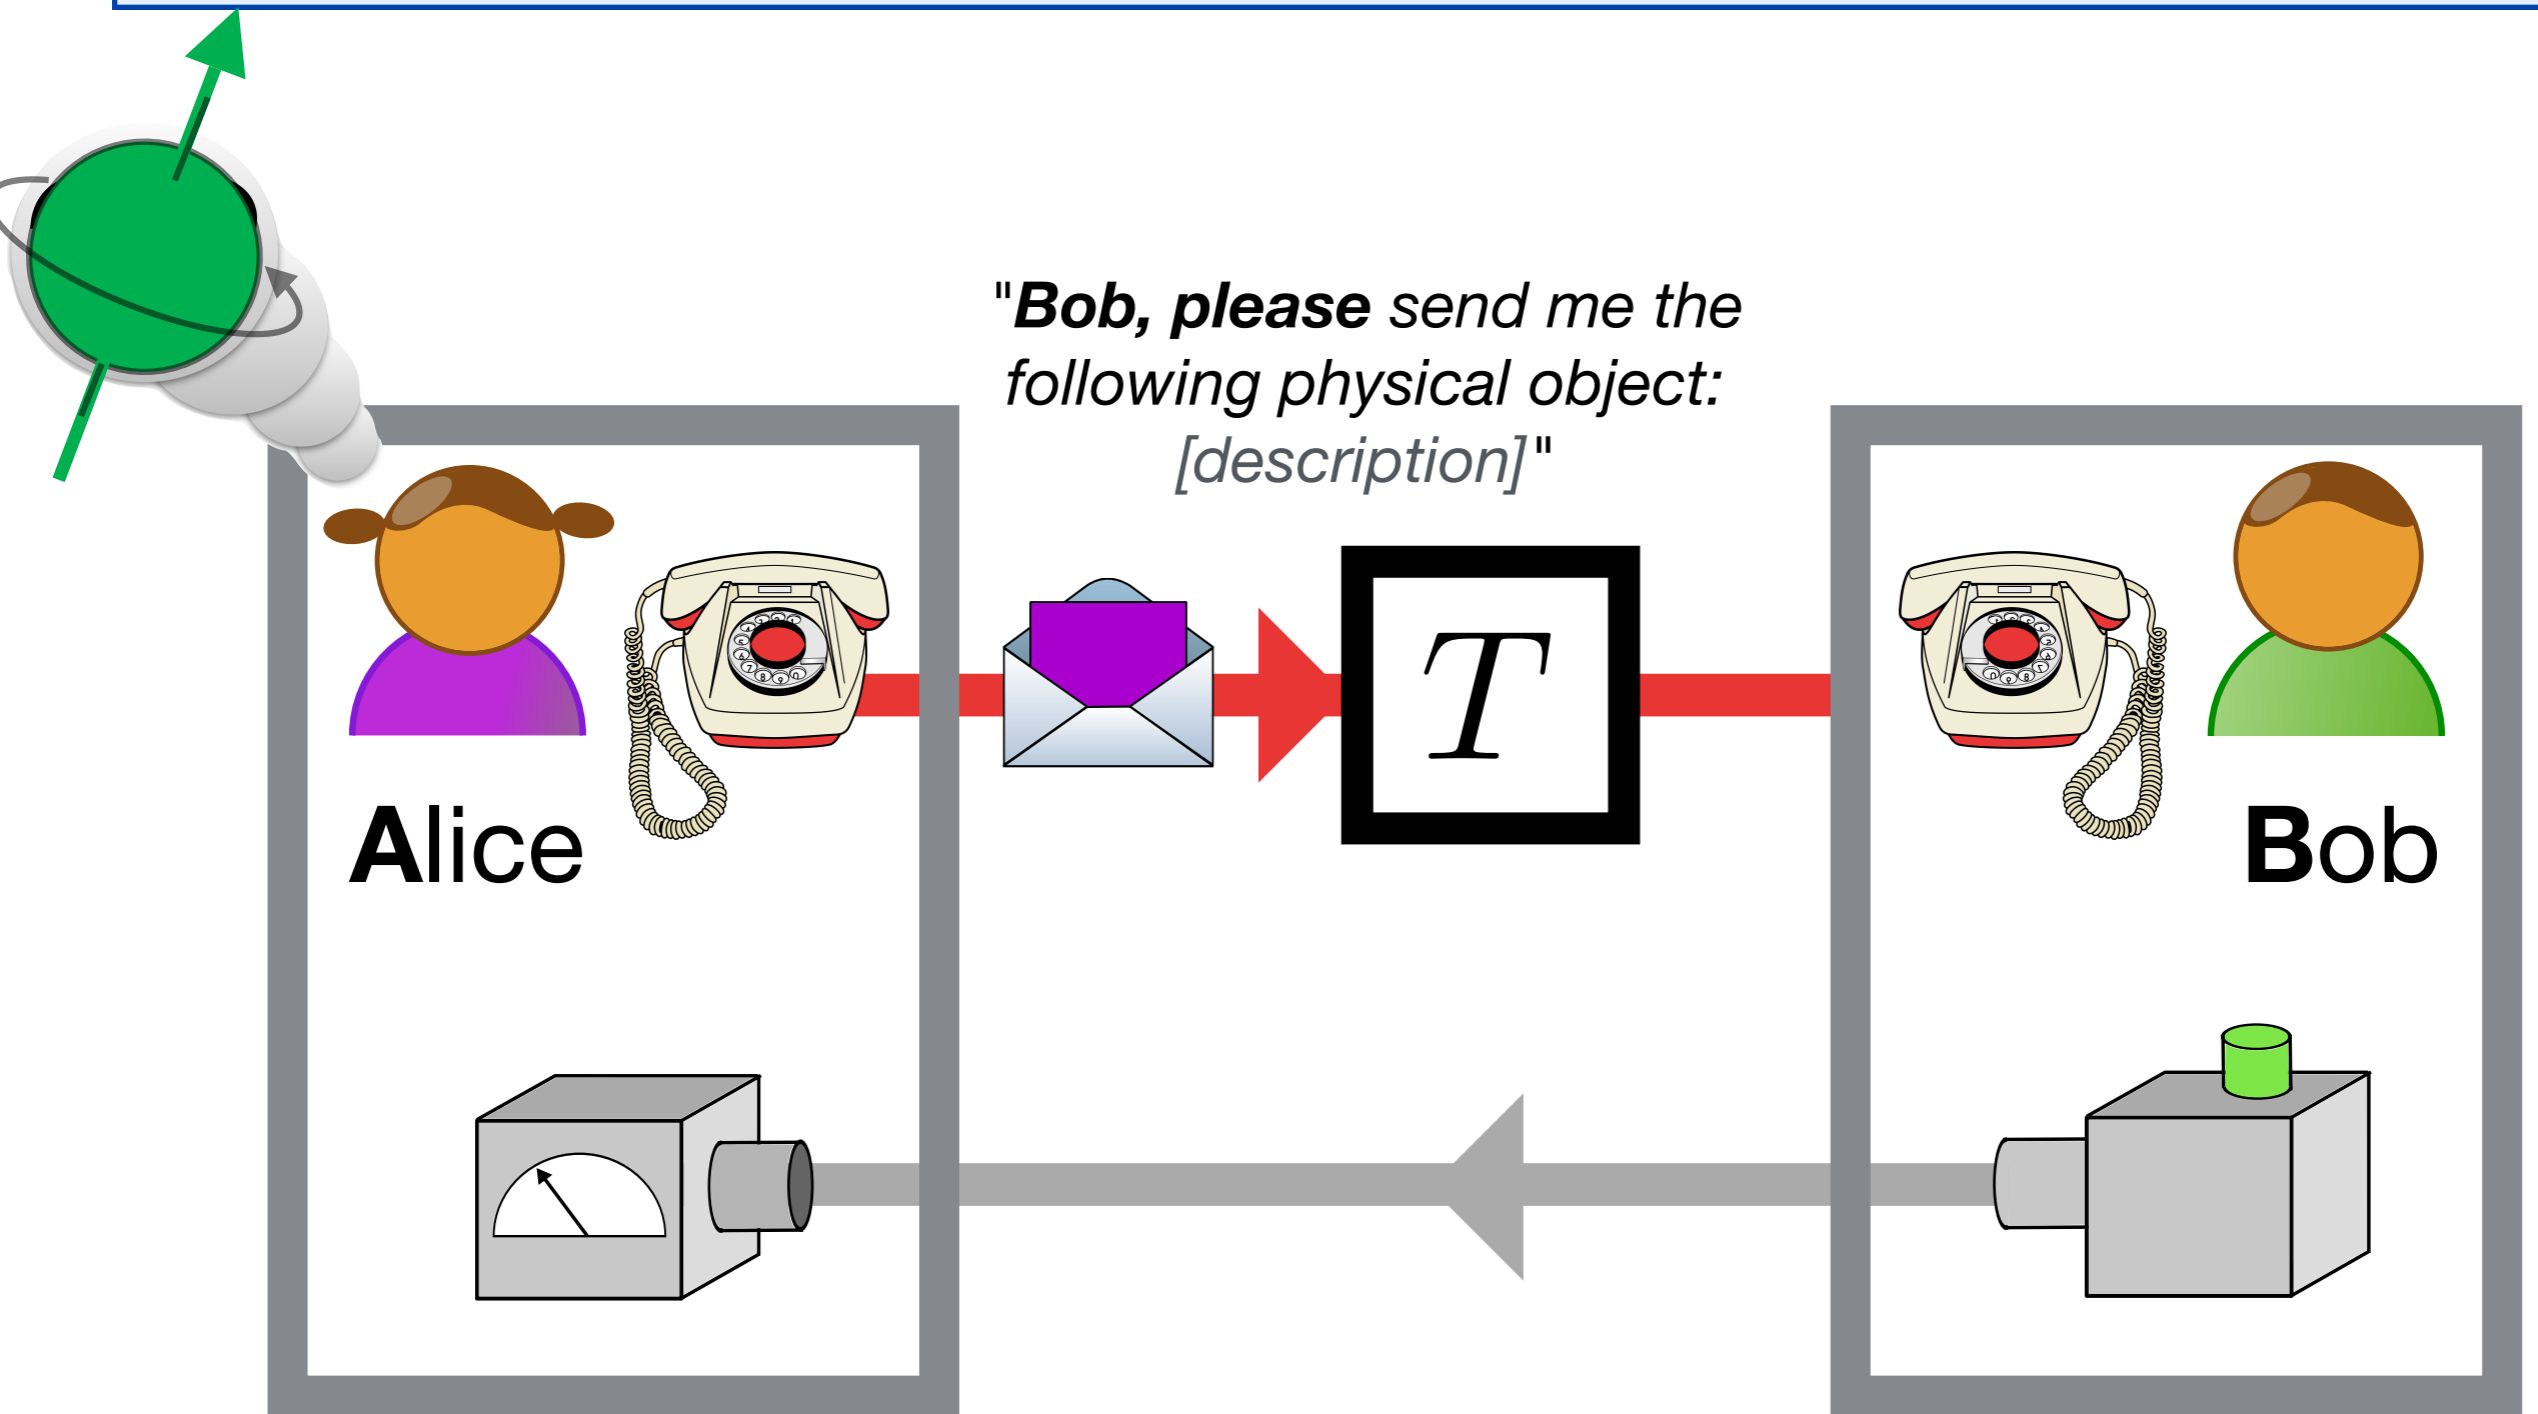 "Bob, please send me the
following physical object:
[description]"
T
Alice
Bob